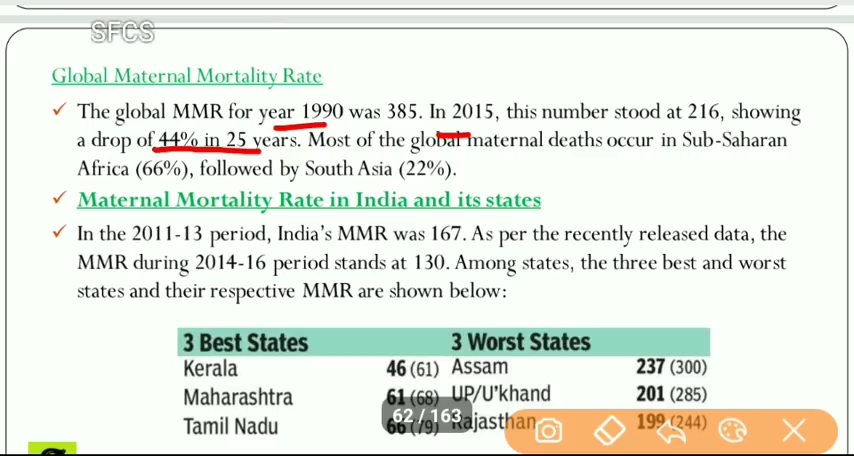 SFCS
Global Maternal Mortality Rate
✓ The global MMR for year 1990 was 385. In 2015, this number stood at 216, showing
a drop of 44% in 25 years. Most of the global maternal deaths occur in Sub-Saharan
Africa (66%), followed by South Asia (22%).
✓ Maternal Mortality Rate in India and its states
✓ In the 2011-13 period, India's MMR was 167. As per the recently released data, the
MMR during 2014-16 period stands at 130. Among states, the three best and worst
states and their respective MMR are shown below:
3 Best States 3 Worst States
Kerala 46 (61) Assam 237 (300)
Maharashtra 61 (68) UP/U'khand 201 (285)
62 / 163
Tamil Nadu 66 (79) Rajasthan 199 (244)